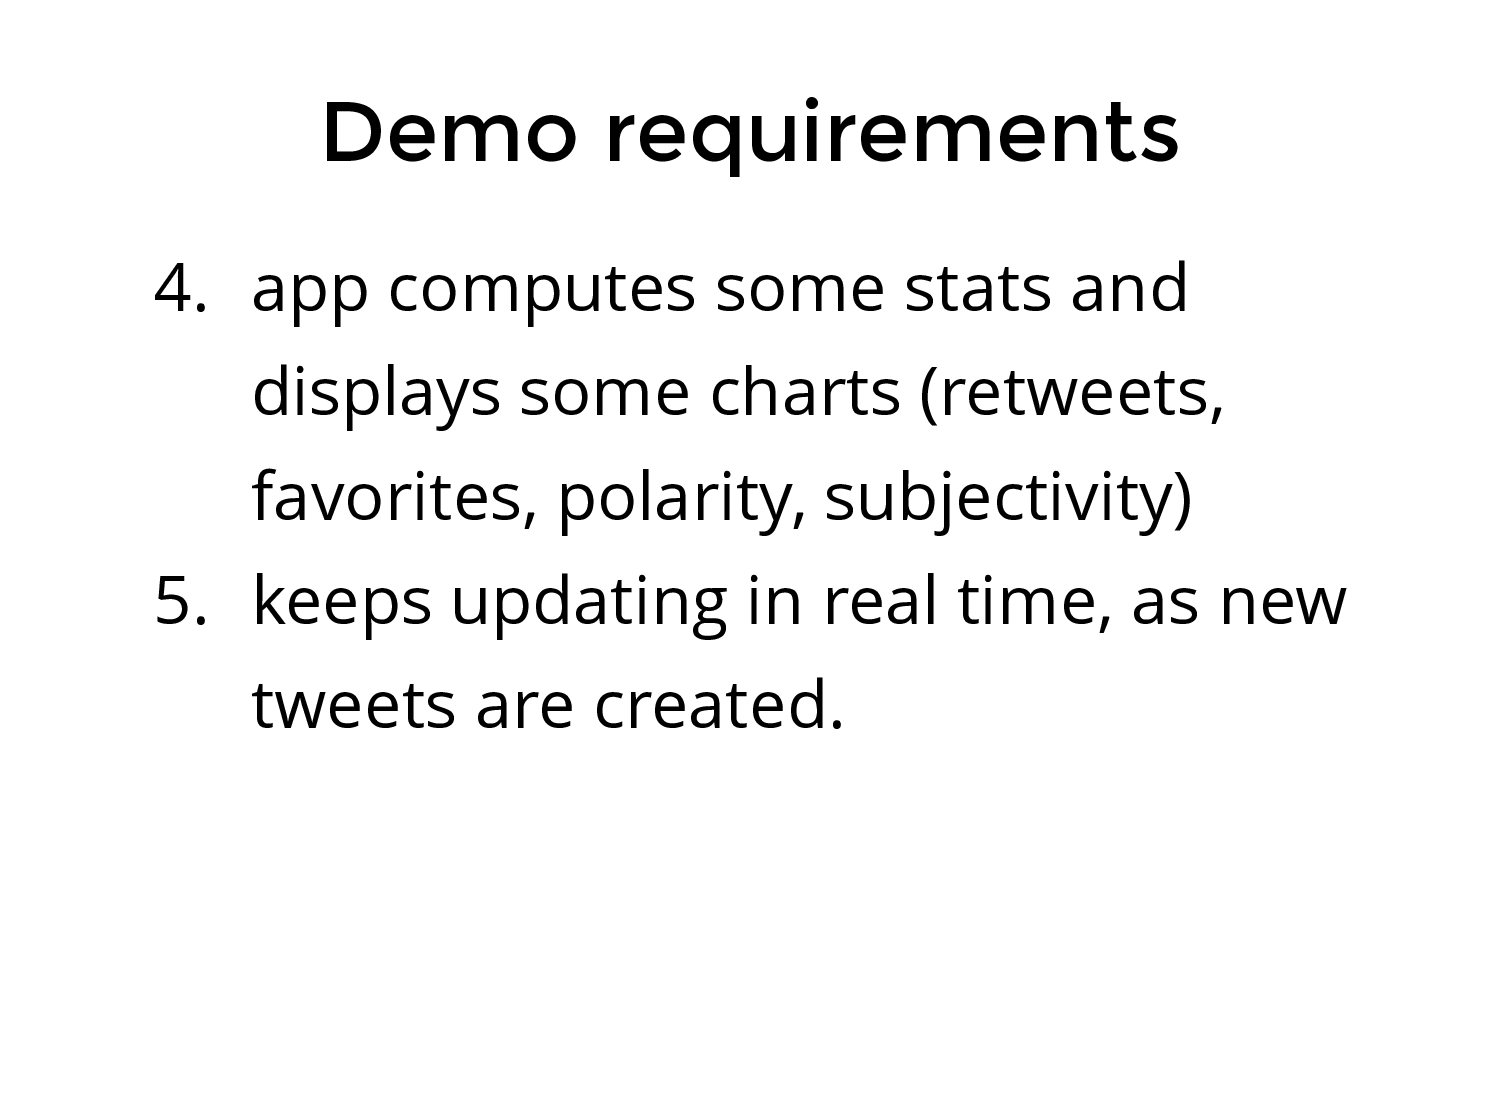 Demo requirements
4. app computes some stats and
displays some charts (retweets,
favorites, polarity, subjectivity)
5. keeps updating in real time, as new
tweets are created.